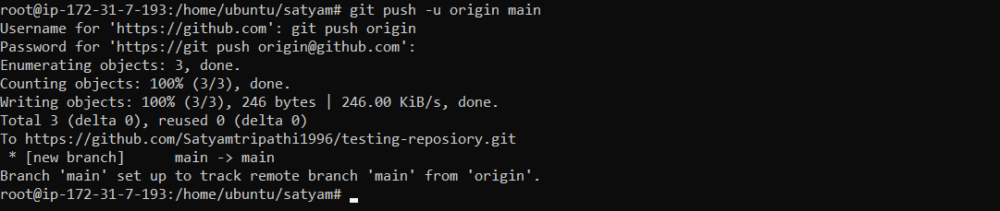 root@ip-172-31-7-193:/home/ubuntu/satyam# git push -u origin main
Username for 'https://github.com': git push origin
Password for 'https://git push origin@github.com':
Enumerating objects: 3, done.
Counting objects: 100% (3/3), done.
Writing objects: 100% (3/3), 246 bytes | 246.00 KiB/s, done.
Total 3 (delta 0), reused 0 (delta 0)
To https://github.com/Satyamtripathi1996/testing-reposiory.git
 * [new branch]      main -> main
Branch 'main' set up to track remote branch 'main' from 'origin'.
root@ip-172-31-7-193:/home/ubuntu/satyam#